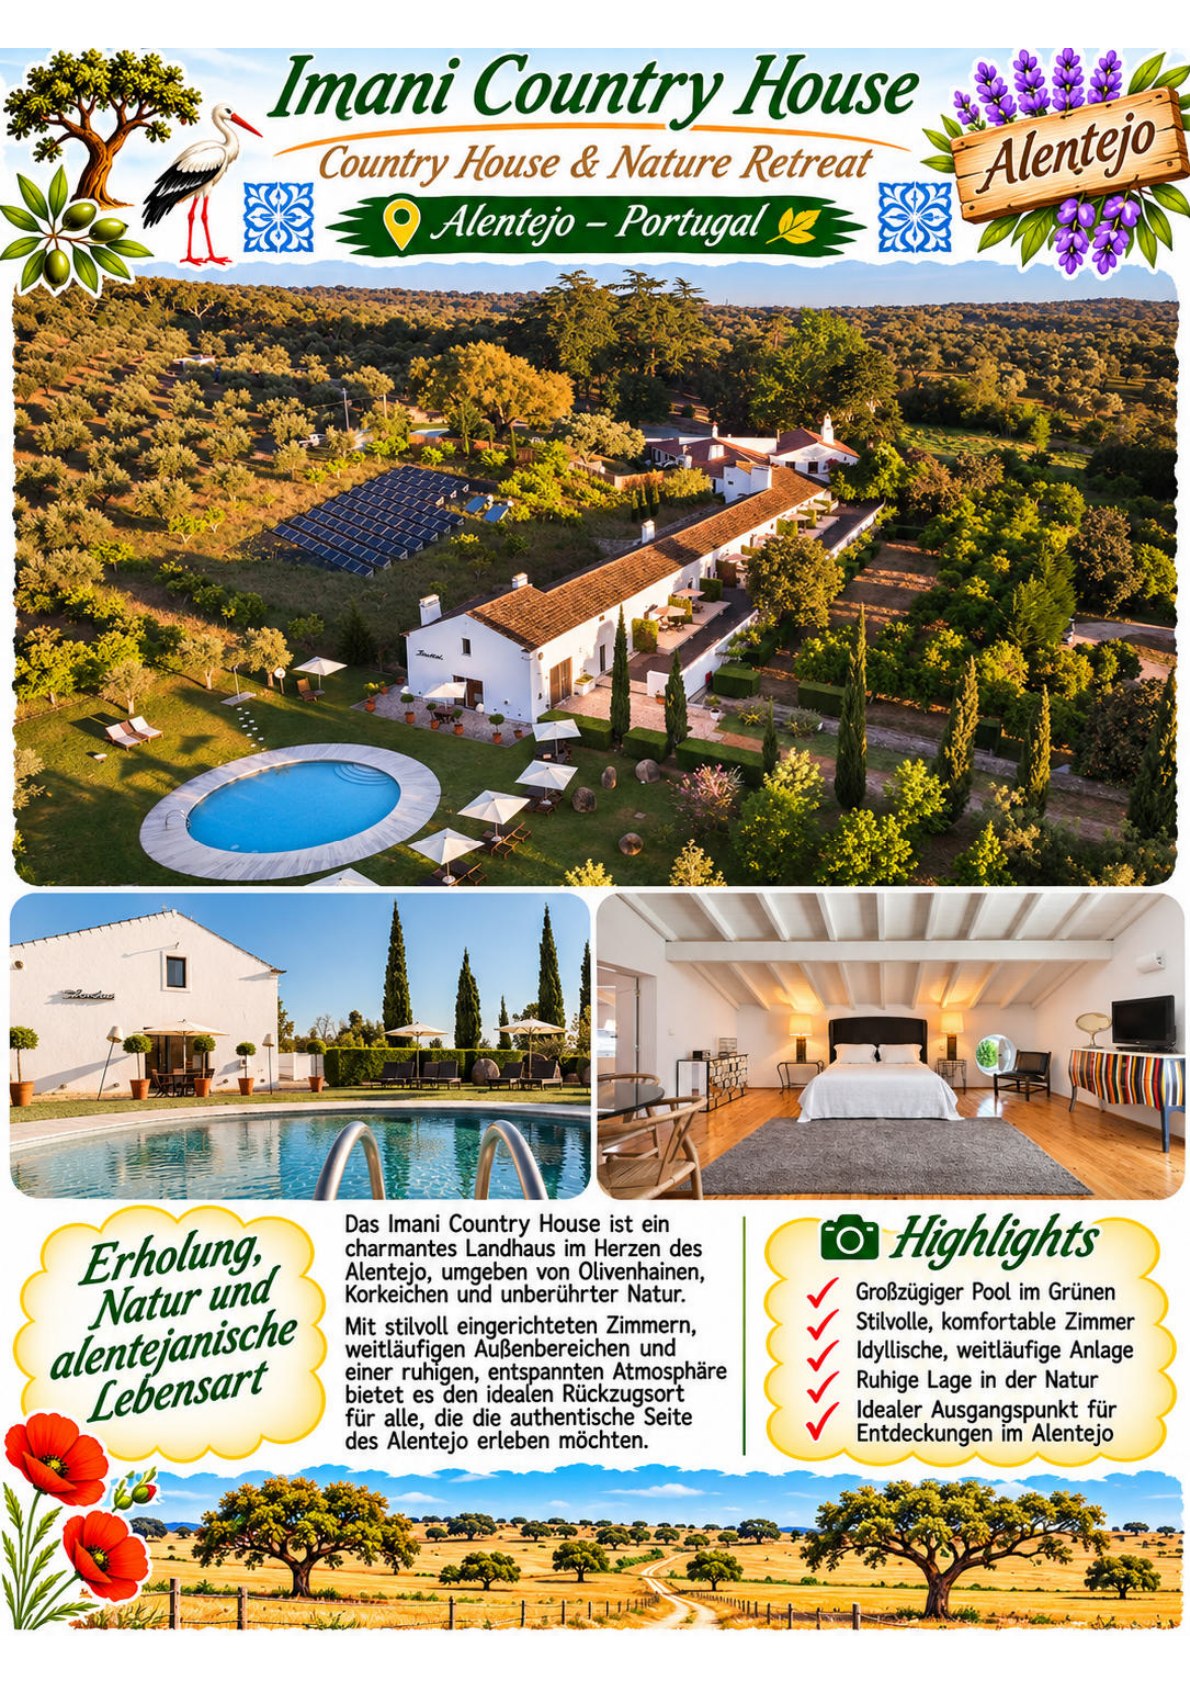 Imani Country House
Country House & Nature Retreat
Alentejo – Portugal
Alentejo
Erholung,
Natur und
alentejanische
Lebensart
Das Imani Country House ist ein
charmantes Landhaus im Herzen des
Alentejo, umgeben von Olivenhainen,
Korkeichen und unberührter Natur.
Mit stilvoll eingerichteten Zimmern,
weitläufigen Außenbereichen und
einer ruhigen, entspannten Atmosphäre
bietet es den idealen Rückzugsort
für alle, die die authentische Seite
des Alentejo erleben möchten.
Highlights
Großzügiger Pool im Grünen
Stilvolle, komfortable Zimmer
Idyllische, weitläufige Anlage
Ruhige Lage in der Natur
Idealer Ausgangspunkt für
Entdeckungen im Alentejo